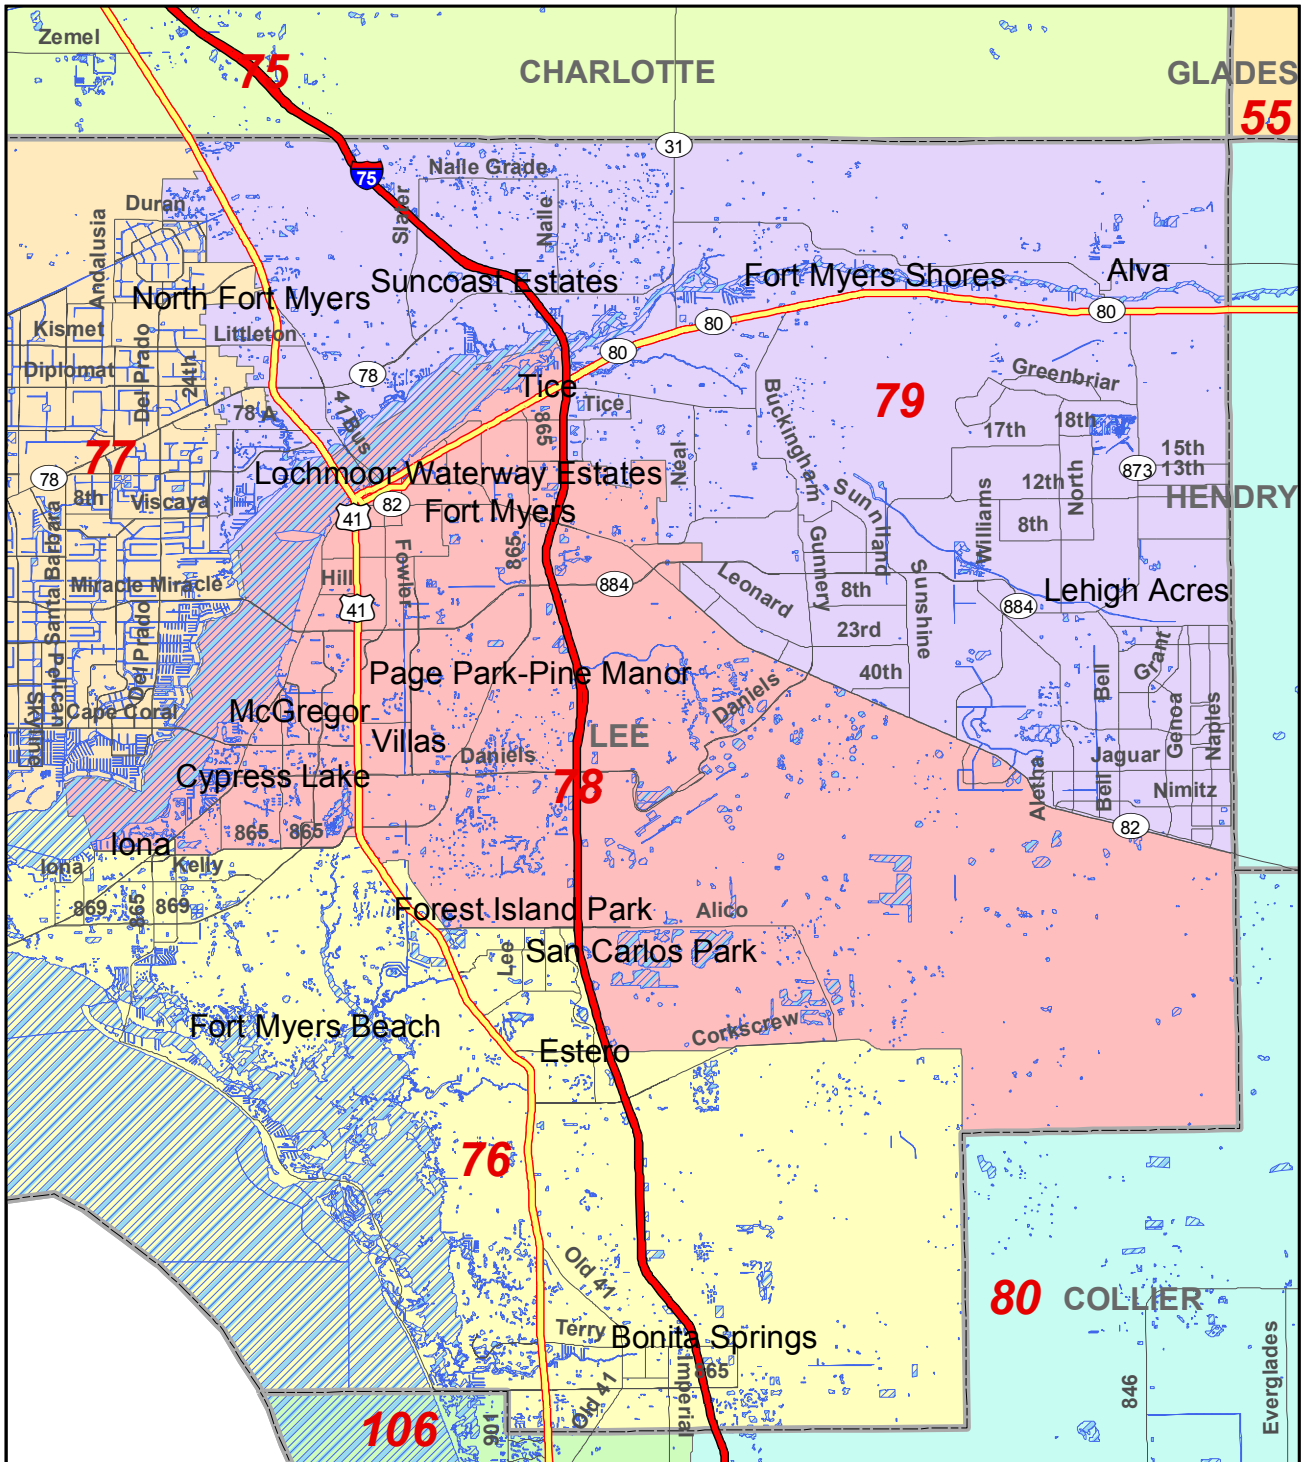 Zemel
75
CHARLOTTE
GLADES
55
31
75
Nalle Grade
Slater
Nalle
Duran
Andalusia
Suncoast Estates
Fort Myers Shores
Alva
North Fort Myers
80
80
80
Kismet
Littleton
Del Prado
24th
Diplomat
78
78 A
41 Bus
Tice
Tice
865
Buckingham
79
Greenbriar
17th
18th
15th
13th
873
12th
North
77
78
8th
Viscaya
Lochmoor Waterway Estates
Neal
HENDRY
82
41
Fort Myers
Sunniland
Williams
8th
Santa Barbara
Miracle Miracle
Hill
Fowler
865
884
Gunnery
Leonard
8th
Sunshine
884
Lehigh Acres
41
23rd
40th
Del Prado
Pelican
Skyline
Cape Coral
Page Park-Pine Manor
McGregor
Villas
Daniels
Daniels
LEE
Bell
Grant
Genoa
Naples
Jaguar
Cypress Lake
78
Aletha
Bell
Nimitz
82
865
865
Iona
Iona
Kelly
869
865
869
Forest Island Park
Alico
Lee
San Carlos Park
Fort Myers Beach
Corkscrew
Estero
76
Old 41
80
COLLIER
Terry
Bonita Springs
865
Imperial
Old 41
106
901
846
Everglades